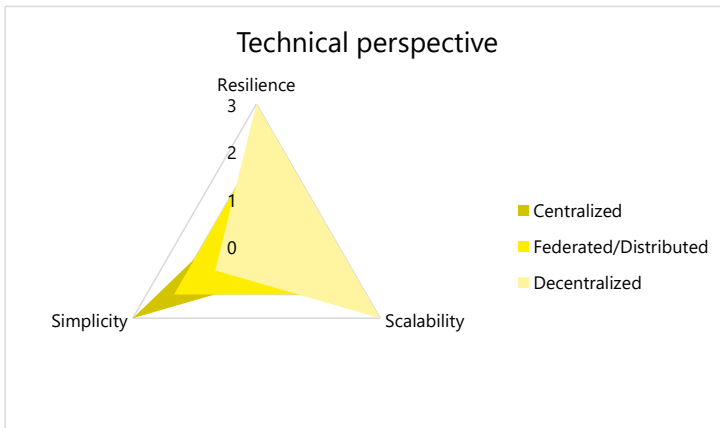 Technical perspective
Resilience
3
2
1
0
Simplicity
Scalability
Centralized
Federated/Distributed
Decentralized